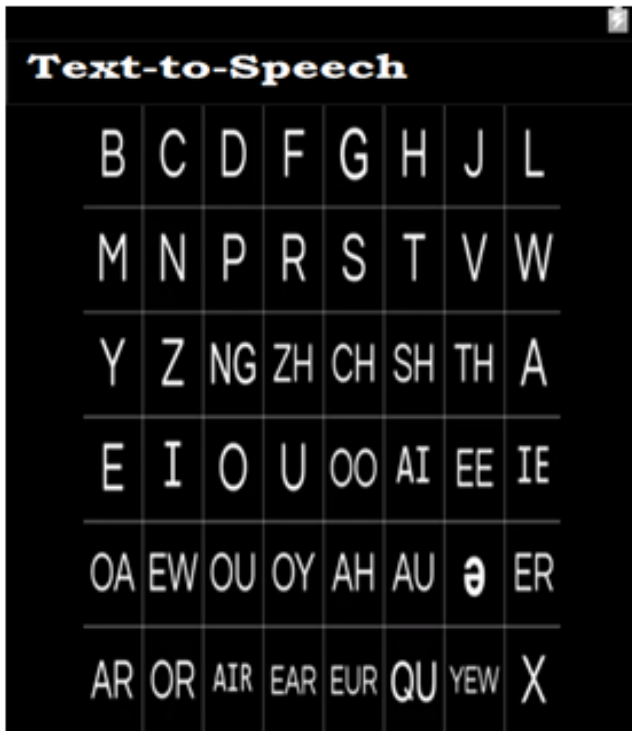 Text-to-Speech
B C D F G H J L
M N P R S T V W
Y Z NG ZH CH SH TH A
E I O U OO AI EE IE
OA EW OU OY AH AU ə ER
AR OR AIR EAR EUR QU YEW X